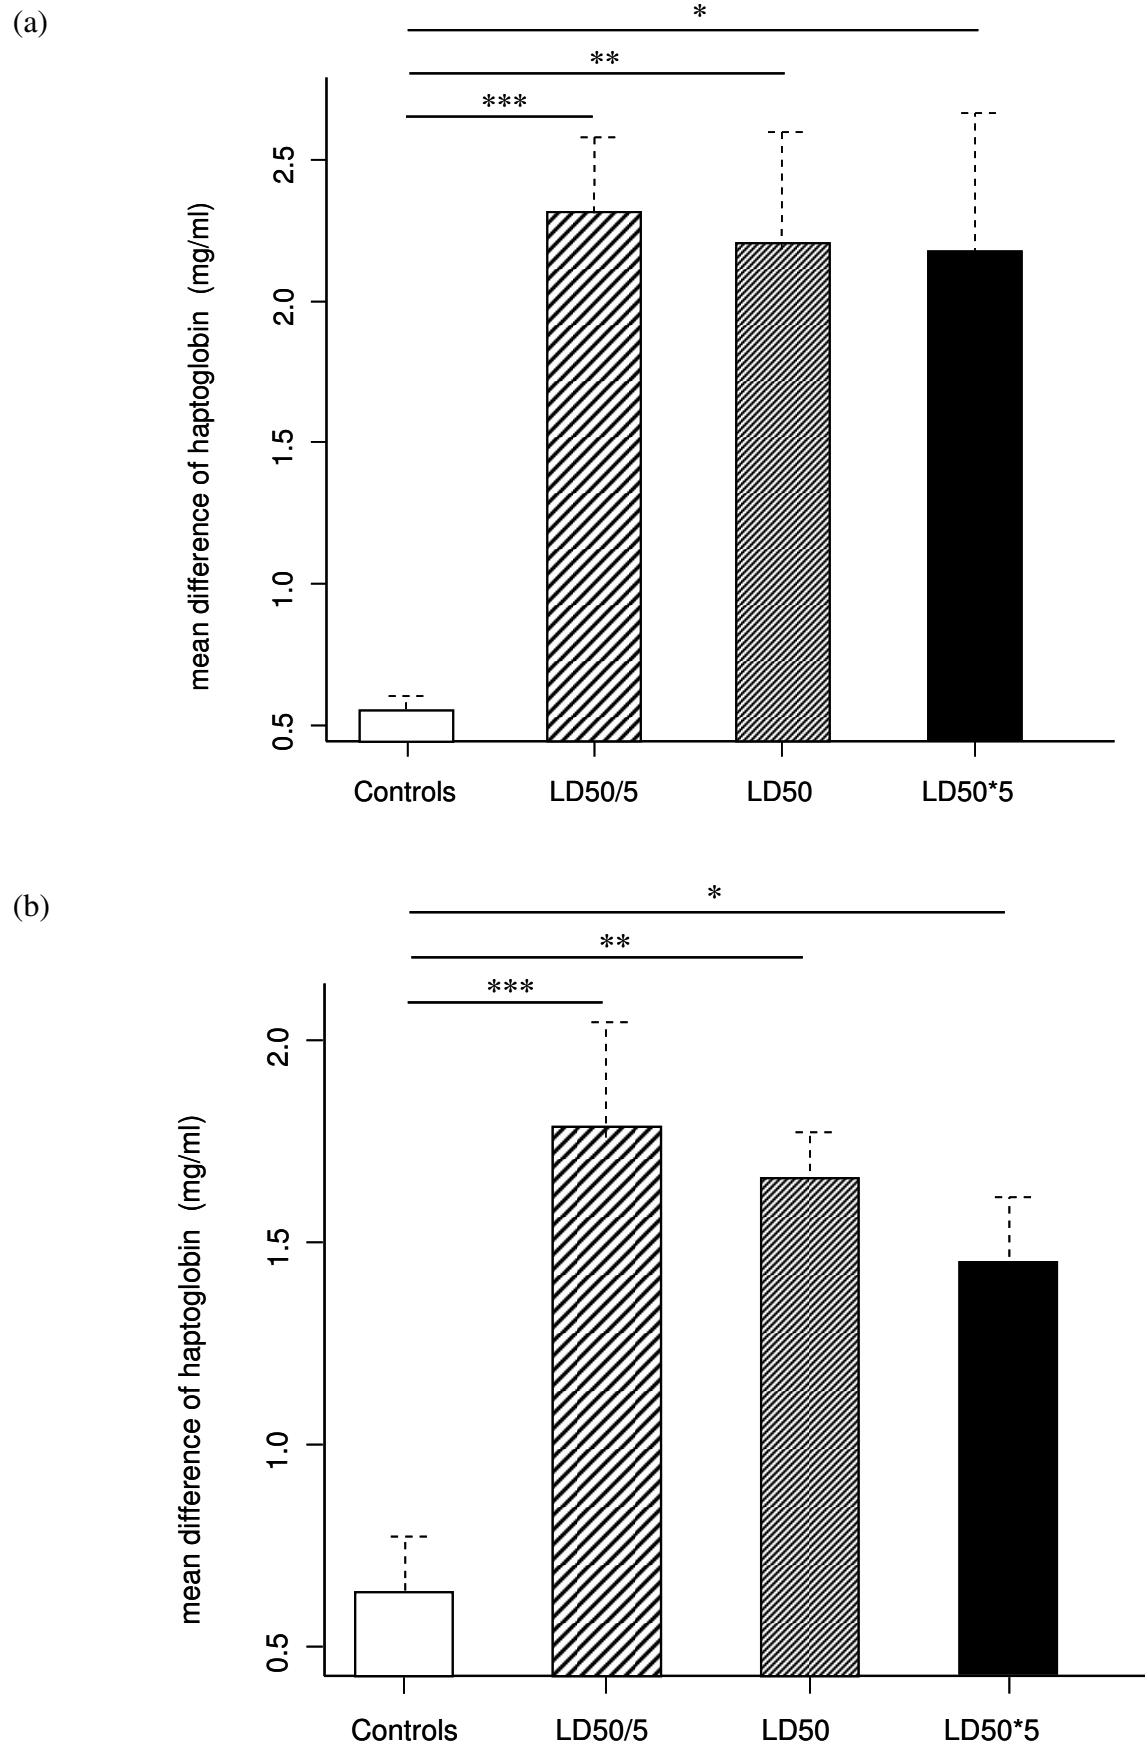 (a)
*
**
***
mean difference of haptoglobin (mg/ml)
2.5
2.0
1.5
1.0
0.5
Controls LD50/5 LD50 LD50*5
(b)
*
**
***
mean difference of haptoglobin (mg/ml)
2.0
1.5
1.0
0.5
Controls LD50/5 LD50 LD50*5